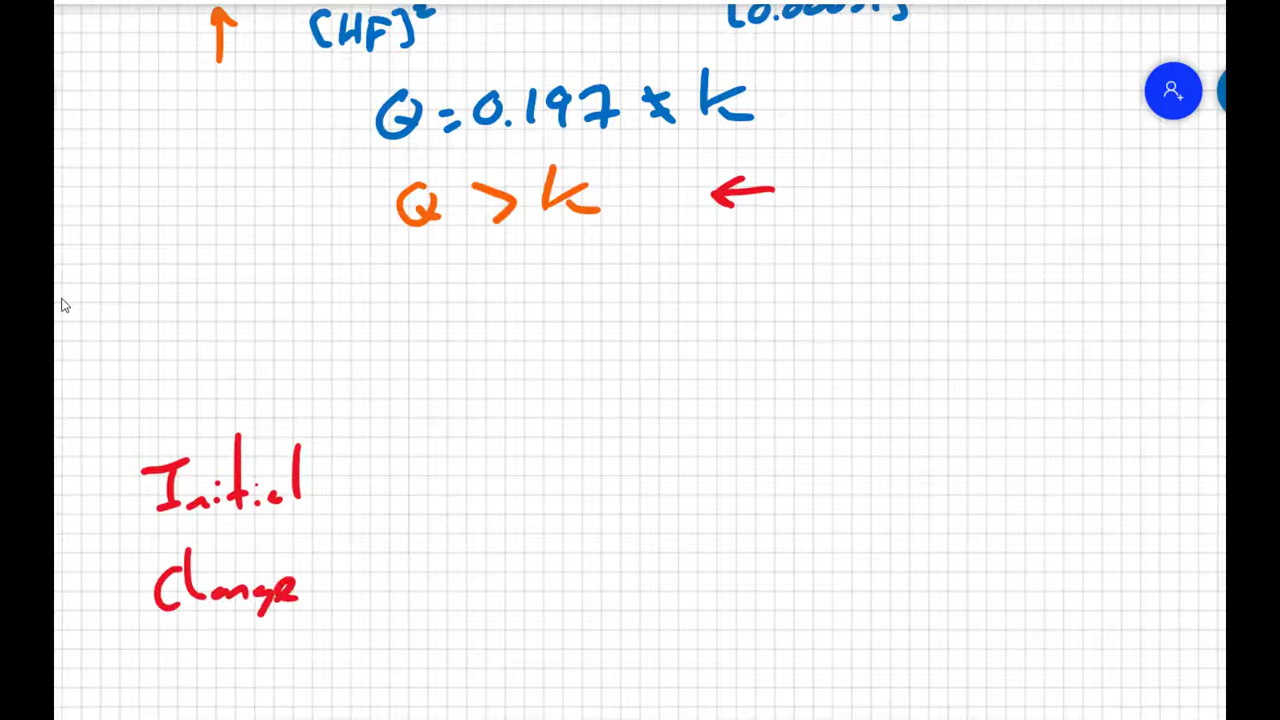 [HF]²
Q = 0.197 * k
Q > k ←
Initial
Change